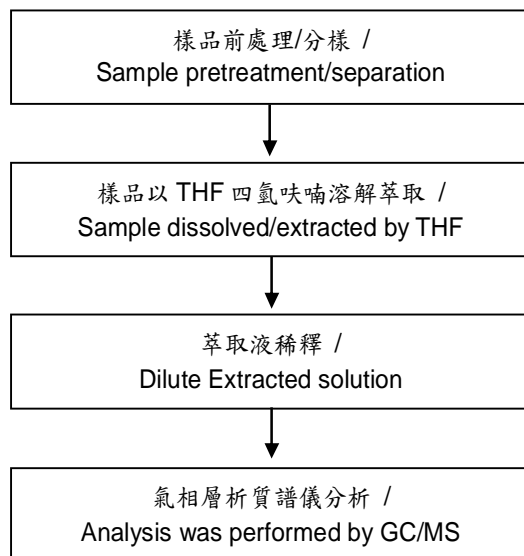 樣品前處理/分樣 /
Sample pretreatment/separation
樣品以 THF 四氫呋喃溶解萃取 /
Sample dissolved/extracted by THF
萃取液稀釋 /
Dilute Extracted solution
氣相層析質譜儀分析 /
Analysis was performed by GC/MS